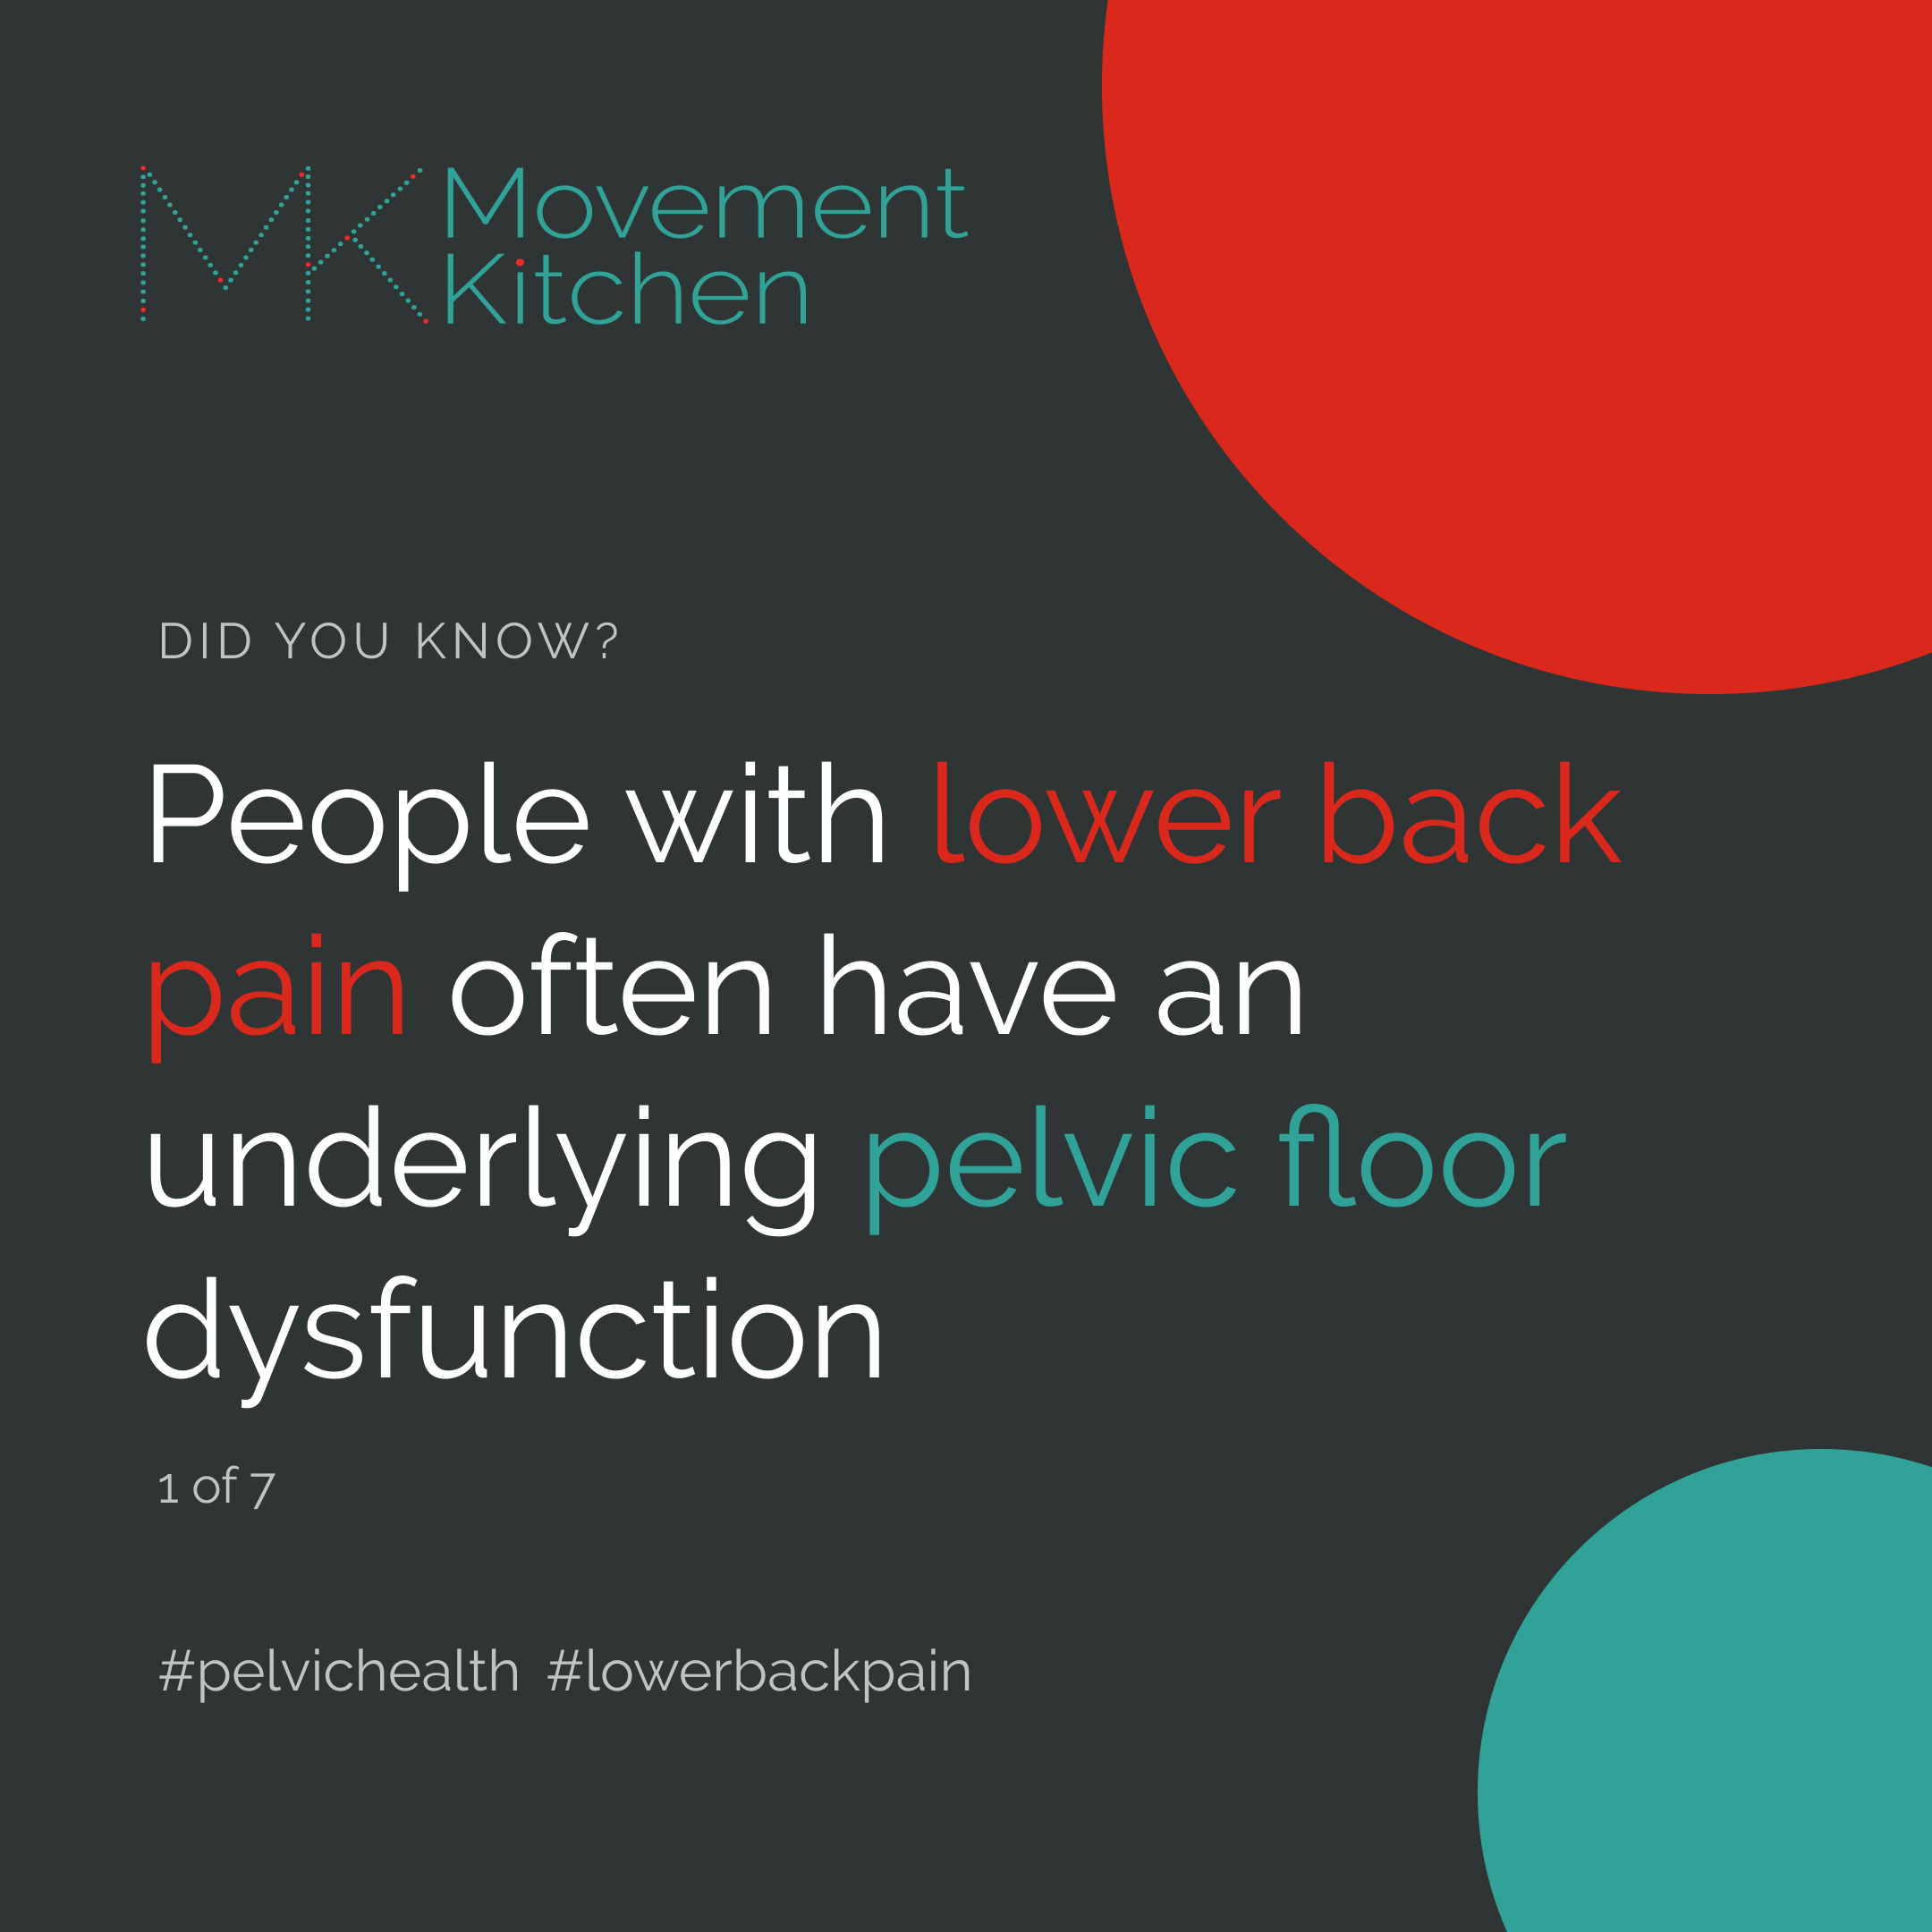 MK
Movement
Kitchen
DID YOU KNOW?
People with lower back
pain often have an
underlying pelvic floor
dysfunction
1 of 7
#pelvichealth #lowerbackpain